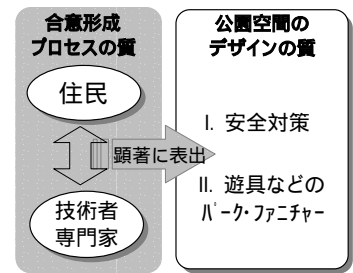 合意形成
プロセスの質
住民
技術者
専門家
顕著に表出
公園空間の
デザインの質
I. 安全対策
II. 遊具などの
ﾊﾟｰｸ･ﾌｧﾆﾁｬｰ